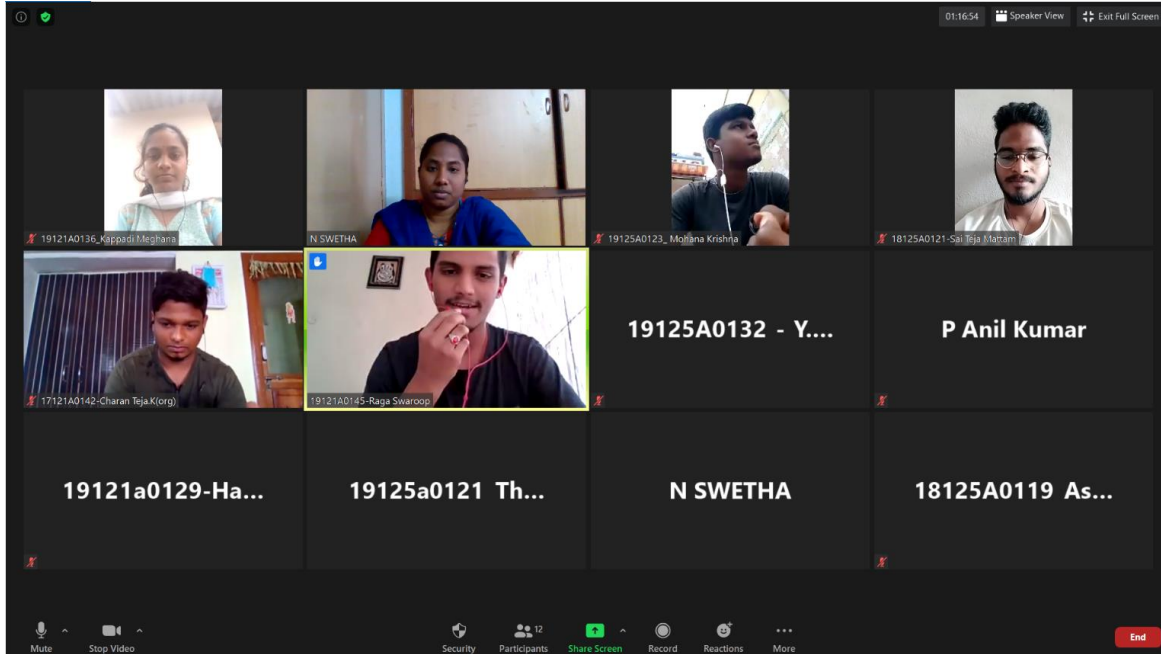 01:16:54 Speaker View Exit Full Screen
19121A0136_Kappadi Meghana
N SWETHA
19125A0123_ Mohana Krishna
18125A0121-Sai Teja Mattam
17121A0142-Charan Teja.K(org)
19121A0145-Raga Swaroop
19125A0132 - Y....
P Anil Kumar
19121a0129-Ha...
19125a0121 Th...
N SWETHA
18125A0119 As...
Mute
Stop Video
Security
Participants 12
Share Screen
Record
Reactions
More
End